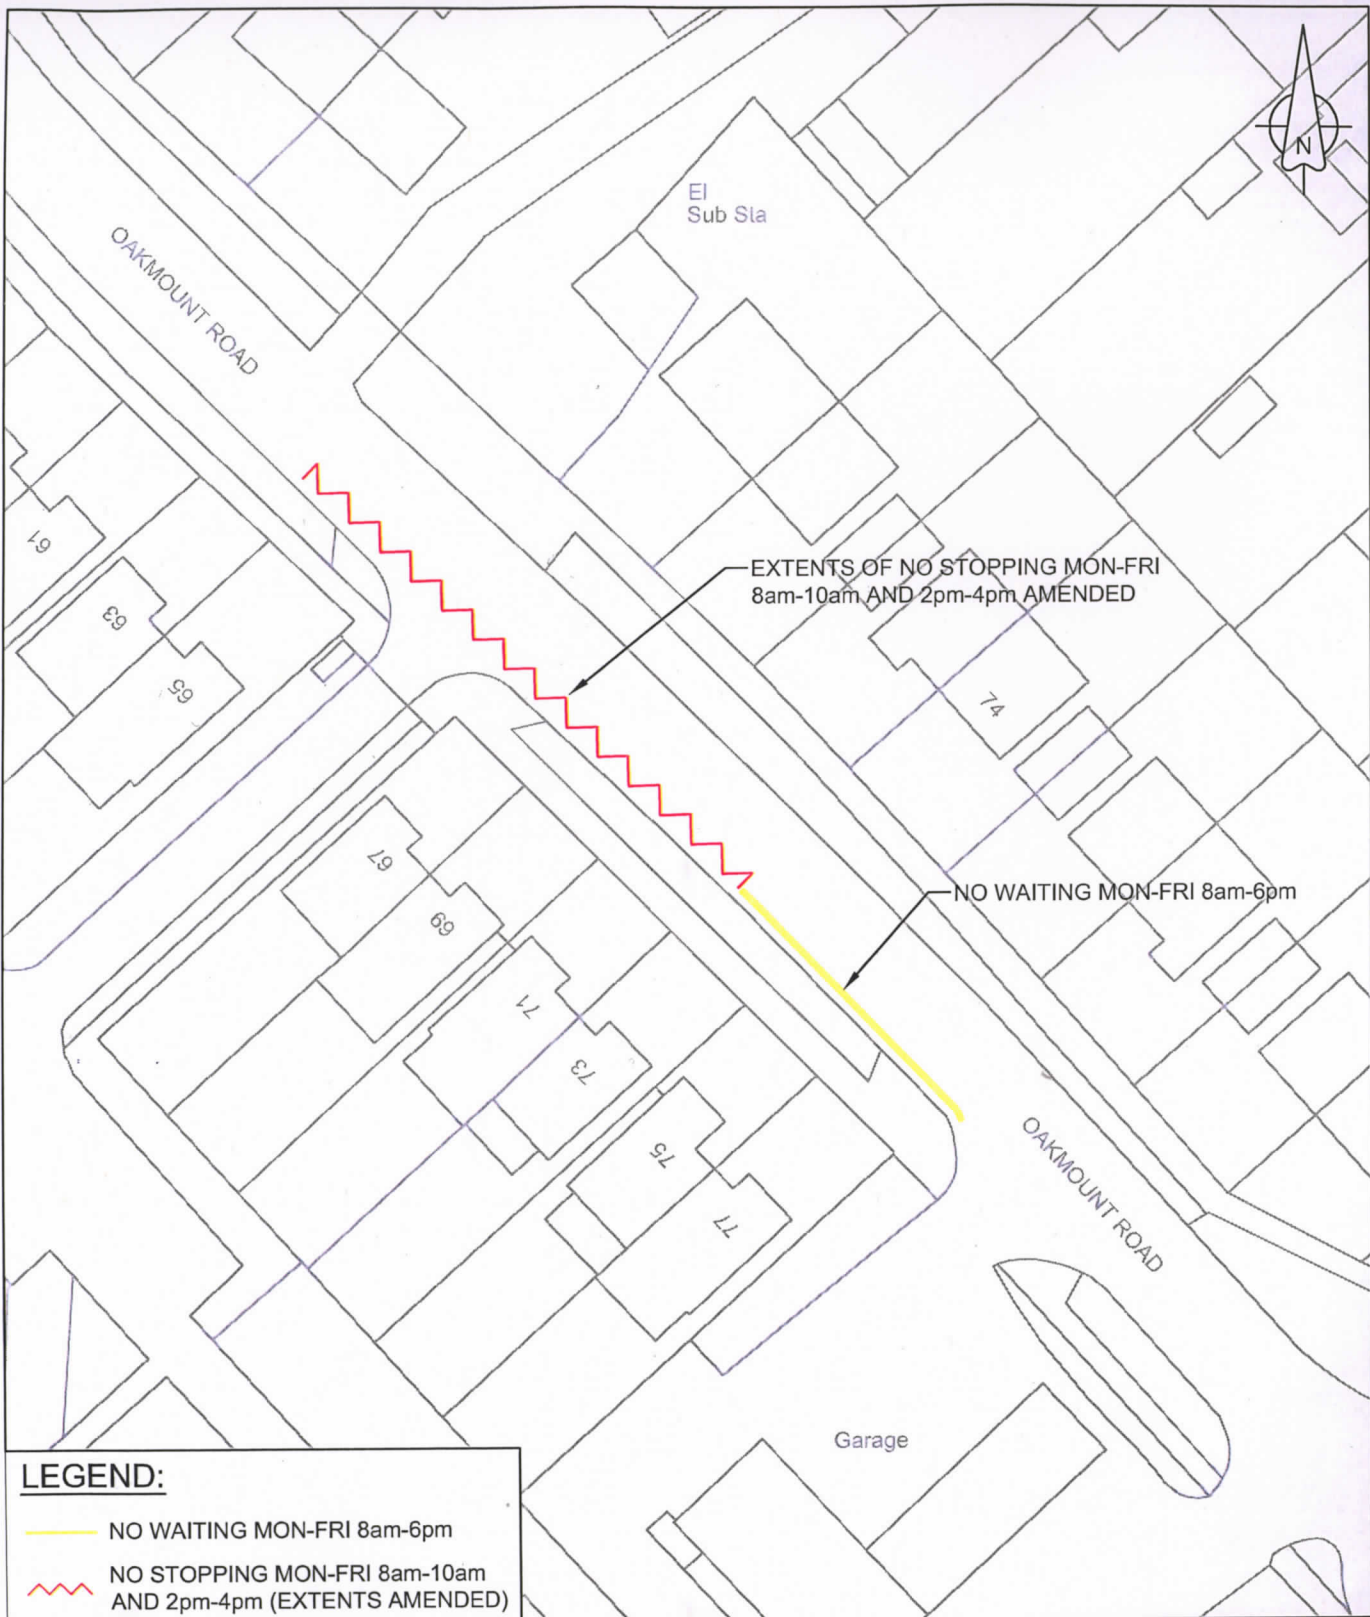 N
El
Sub Sla
OAKMOUNT ROAD
EXTENTS OF NO STOPPING MON-FRI
8am-10am AND 2pm-4pm AMENDED
61
63
65
74
67
69
NO WAITING MON-FRI 8am-6pm
71
73
75
77
OAKMOUNT ROAD
Garage
LEGEND:
NO WAITING MON-FRI 8am-6pm
NO STOPPING MON-FRI 8am-10am
AND 2pm-4pm (EXTENTS AMENDED)